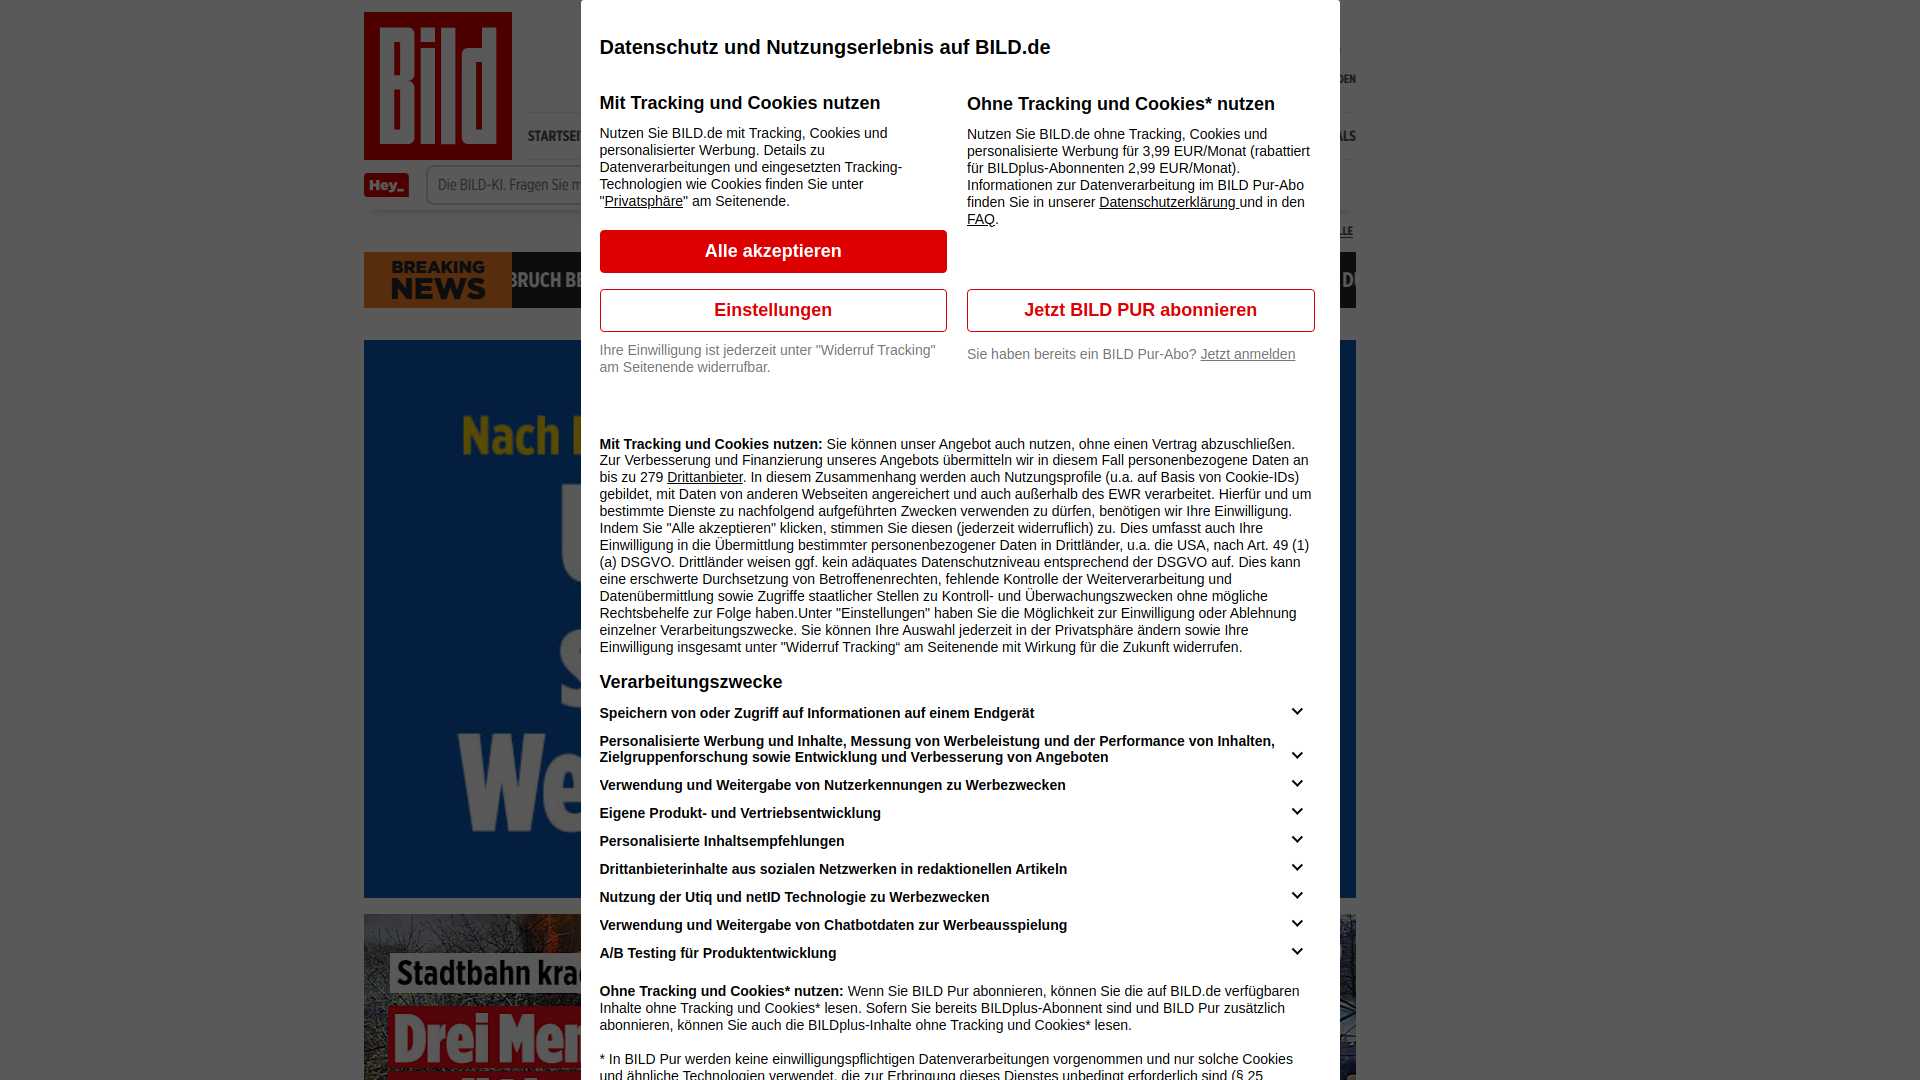 Bild
Datenschutz und Nutzungserlebnis auf BILD.de
Mit Tracking und Cookies nutzen
Nutzen Sie BILD.de mit Tracking, Cookies und
personalisierter Werbung. Details zu
Datenverarbeitungen und eingesetzten Tracking-
Technologien wie Cookies finden Sie unter
"Privatsphäre" am Seitenende.
Alle akzeptieren
Einstellungen
Ihre Einwilligung ist jederzeit unter "Widerruf Tracking"
am Seitenende widerrufbar.
Ohne Tracking und Cookies* nutzen
Nutzen Sie BILD.de ohne Tracking, Cookies und
personalisierte Werbung für 3,99 EUR/Monat (rabattiert
für BILDplus-Abonnenten 2,99 EUR/Monat).
Informationen zur Datenverarbeitung im BILD Pur-Abo
finden Sie in unserer Datenschutzerklärung und in den
FAQ.
Jetzt BILD PUR abonnieren
Sie haben bereits ein BILD Pur-Abo? Jetzt anmelden
Mit Tracking und Cookies nutzen: Sie können unser Angebot auch nutzen, ohne einen Vertrag abzuschließen.
Zur Verbesserung und Finanzierung unseres Angebots übermitteln wir in diesem Fall personenbezogene Daten an
bis zu 279 Drittanbieter. In diesem Zusammenhang werden auch Nutzungsprofile (u.a. auf Basis von Cookie-IDs)
gebildet, mit Daten von anderen Webseiten angereichert und auch außerhalb des EWR verarbeitet. Hierfür und um
bestimmte Dienste zu nachfolgend aufgeführten Zwecken verwenden zu dürfen, benötigen wir Ihre Einwilligung.
Indem Sie "Alle akzeptieren" klicken, stimmen Sie diesen (jederzeit widerruflich) zu. Dies umfasst auch Ihre
Einwilligung in die Übermittlung bestimmter personenbezogener Daten in Drittländer, u.a. die USA, nach Art. 49 (1)
(a) DSGVO. Drittländer weisen ggf. kein adäquates Datenschutzniveau entsprechend der DSGVO auf. Dies kann
eine erschwerte Durchsetzung von Betroffenenrechten, fehlende Kontrolle der Weiterverarbeitung und
Datenübermittlung sowie Zugriffe staatlicher Stellen zu Kontroll- und Überwachungszwecken ohne mögliche
Rechtsbehelfe zur Folge haben.Unter "Einstellungen" haben Sie die Möglichkeit zur Einwilligung oder Ablehnung
einzelner Verarbeitungszwecke. Sie können Ihre Auswahl jederzeit in der Privatsphäre ändern sowie Ihre
Einwilligung insgesamt unter "Widerruf Tracking“ am Seitenende mit Wirkung für die Zukunft widerrufen.
Verarbeitungszwecke
Speichern von oder Zugriff auf Informationen auf einem Endgerät
Personalisierte Werbung und Inhalte, Messung von Werbeleistung und der Performance von Inhalten,
Zielgruppenforschung sowie Entwicklung und Verbesserung von Angeboten
Verwendung und Weitergabe von Nutzerkennungen zu Werbezwecken
Eigene Produkt- und Vertriebsentwicklung
Personalisierte Inhaltsempfehlungen
Drittanbieterinhalte aus sozialen Netzwerken in redaktionellen Artikeln
Nutzung der Utiq und netID Technologie zu Werbezwecken
Verwendung und Weitergabe von Chatbotdaten zur Werbeausspielung
A/B Testing für Produktentwicklung
Ohne Tracking und Cookies* nutzen: Wenn Sie BILD Pur abonnieren, können Sie die auf BILD.de verfügbaren
Inhalte ohne Tracking und Cookies* lesen. Sofern Sie bereits BILDplus-Abonnent sind und BILD Pur zusätzlich
abonnieren, können Sie auch die BILDplus-Inhalte ohne Tracking und Cookies* lesen.
* In BILD Pur werden keine einwilligungspflichtigen Datenverarbeitungen vorgenommen und nur solche Cookies
und ähnliche Technologien verwendet, die zur Erbringung dieses Dienstes unbedingt erforderlich sind (§ 25
STARTSEI
ALS
Hey_
Die BILD-KI. Fragen Sie m
BREAKING
NEWS
BRUCH BE
Nach
We
Stadtbahn krac
Drei Men